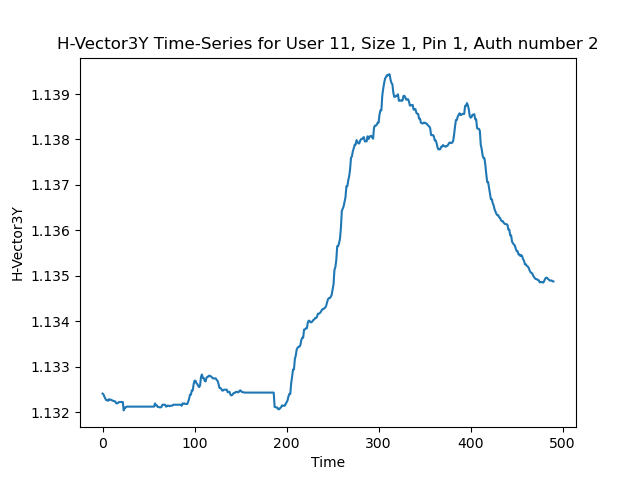 H-Vector3Y Time-Series for User 11, Size 1, Pin 1, Auth number 2
1.139
1.138
1.137
1.136
1.135
1.134
1.133
1.132
H-Vector3Y
0 100 200 300 400 500
Time